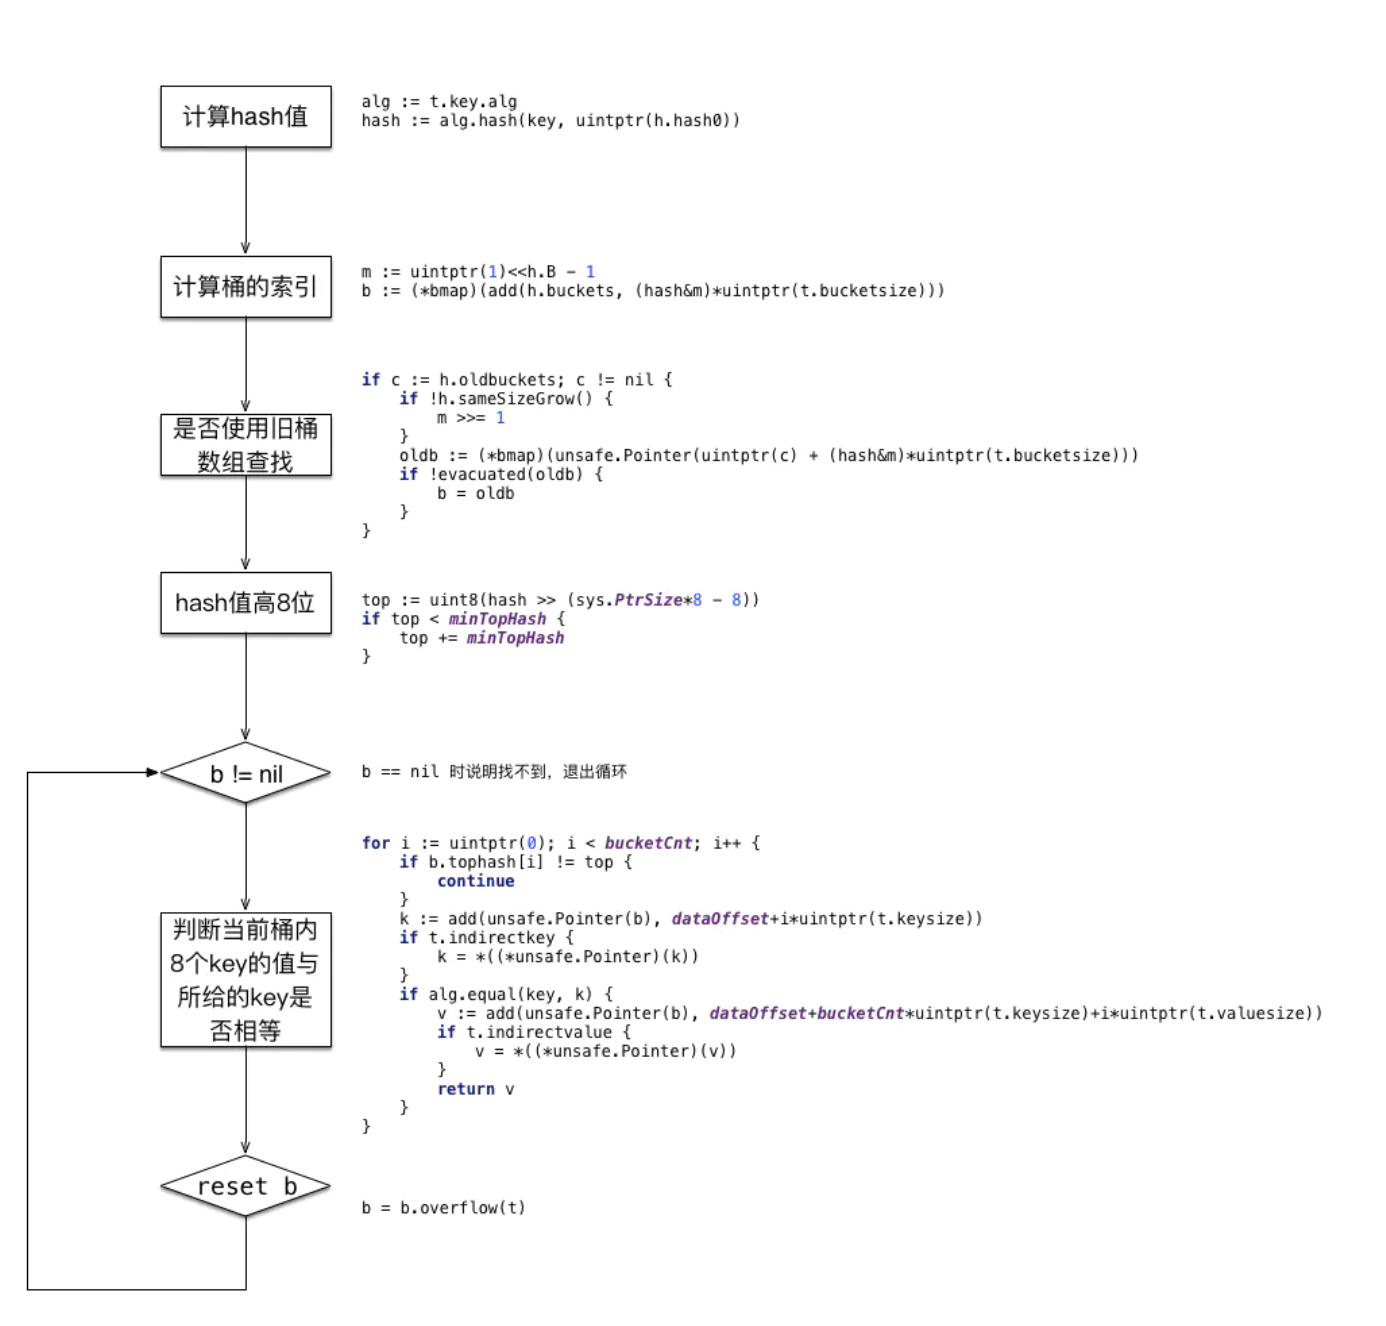 计算hash值
alg := t.key.alg
hash := alg.hash(key, uintptr(h.hash0))
计算桶的索引
m := uintptr(1)<<h.B - 1
b := (*bmap)(add(h.buckets, (hash&m)*uintptr(t.bucketsize)))
是否使用旧桶
数组查找
if c := h.oldbuckets; c != nil {
    if !h.sameSizeGrow() {
        m >>= 1
    }
    oldb := (*bmap)(unsafe.Pointer(uintptr(c) + (hash&m)*uintptr(t.bucketsize)))
    if !evacuated(oldb) {
        b = oldb
    }
}
hash值高8位
top := uint8(hash >> (sys.PtrSize*8 - 8))
if top < minTopHash {
    top += minTopHash
}
b != nil
b == nil 时说明找不到，退出循环
判断当前桶内
8个key的值与
所给的key是
否相等
for i := uintptr(0); i < bucketCnt; i++ {
    if b.tophash[i] != top {
        continue
    }
    k := add(unsafe.Pointer(b), dataOffset+i*uintptr(t.keysize))
    if t.indirectkey {
        k = *((*unsafe.Pointer)(k))
    }
    if alg.equal(key, k) {
        v := add(unsafe.Pointer(b), dataOffset+bucketCnt*uintptr(t.keysize)+i*uintptr(t.valuesize))
        if t.indirectvalue {
            v = *((*unsafe.Pointer)(v))
        }
        return v
    }
}
reset b
b = b.overflow(t)